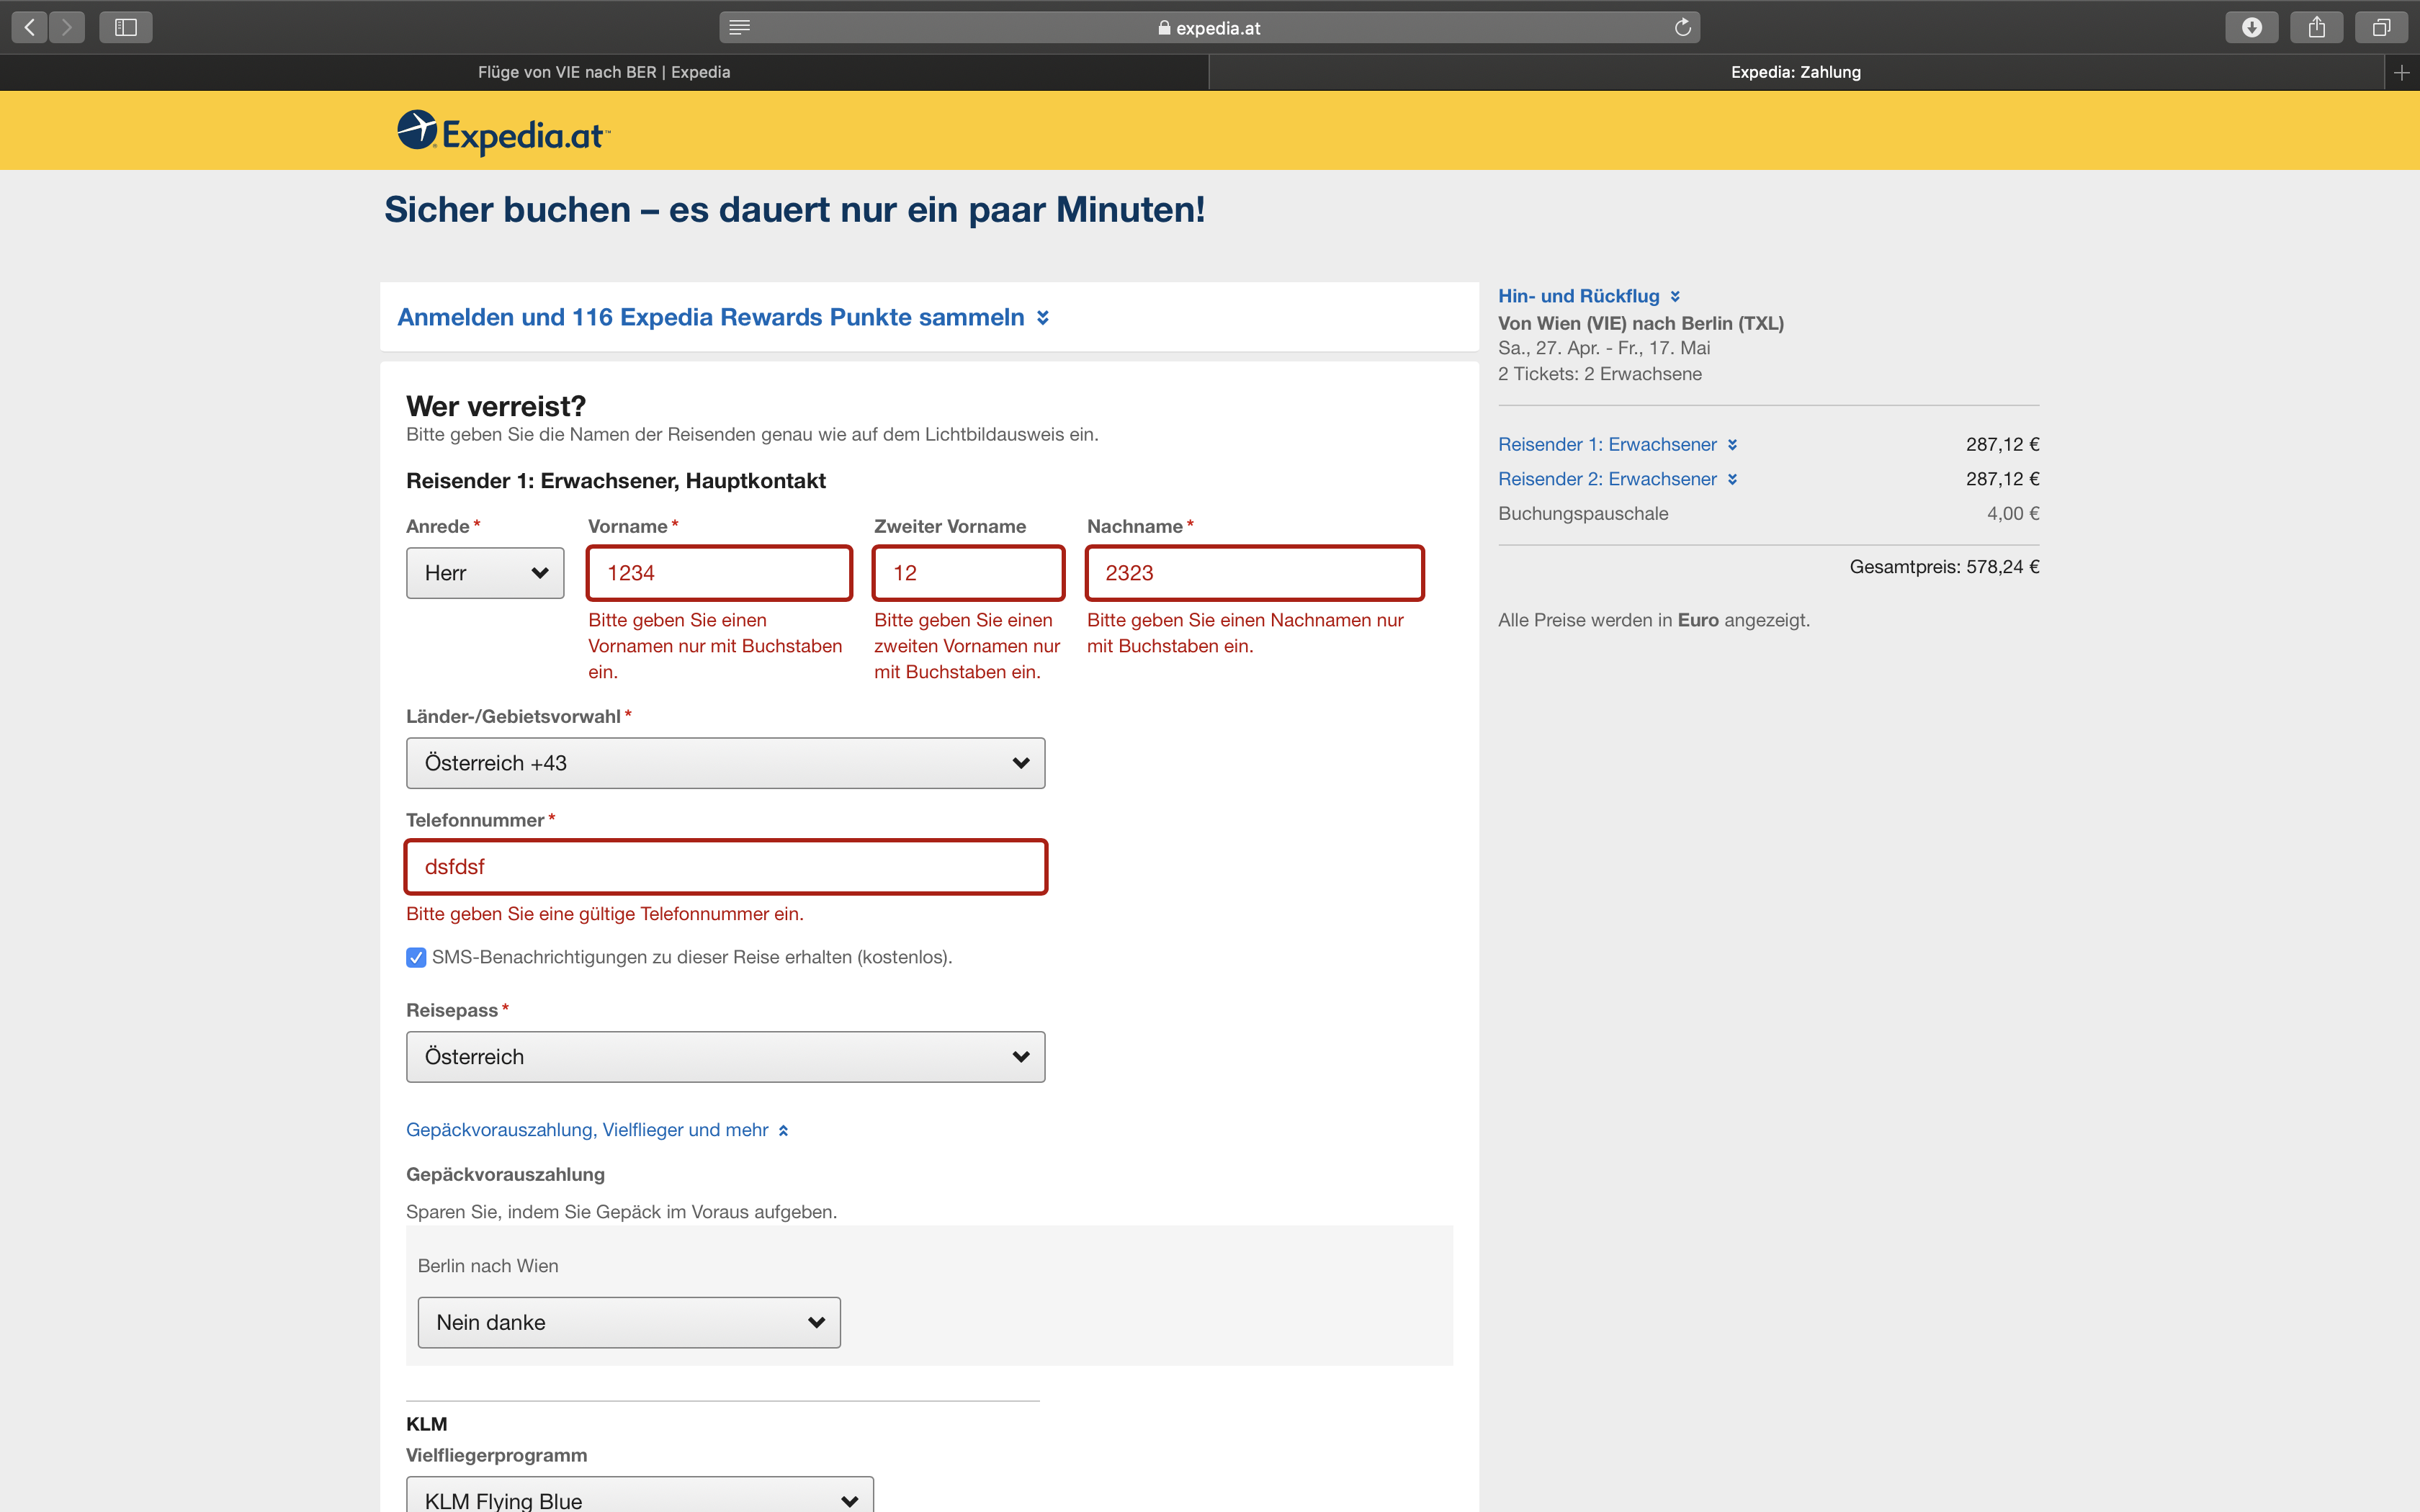 expedia.at
Flüge von VIE nach BER | Expedia
Expedia: Zahlung
Expedia.at™
Sicher buchen – es dauert nur ein paar Minuten!
Anmelden und 116 Expedia Rewards Punkte sammeln
Wer verreist?
Bitte geben Sie die Namen der Reisenden genau wie auf dem Lichtbildausweis ein.
Reisender 1: Erwachsener, Hauptkontakt
Anrede *
Vorname *
Zweiter Vorname
Nachname *
Herr
1234
12
2323
Bitte geben Sie einen
Vornamen nur mit Buchstaben
ein.
Bitte geben Sie einen
zweiten Vornamen nur
mit Buchstaben ein.
Bitte geben Sie einen Nachnamen nur
mit Buchstaben ein.
Länder-/Gebietsvorwahl *
Österreich +43
Telefonnummer *
dsfdsf
Bitte geben Sie eine gültige Telefonnummer ein.
SMS-Benachrichtigungen zu dieser Reise erhalten (kostenlos).
Reisepass *
Österreich
Gepäckvorauszahlung, Vielflieger und mehr
Gepäckvorauszahlung
Sparen Sie, indem Sie Gepäck im Voraus aufgeben.
Berlin nach Wien
Nein danke
KLM
Vielfliegerprogramm
KLM Flying Blue
Hin- und Rückflug
Von Wien (VIE) nach Berlin (TXL)
Sa., 27. Apr. - Fr., 17. Mai
2 Tickets: 2 Erwachsene
Reisender 1: Erwachsener 287,12 €
Reisender 2: Erwachsener 287,12 €
Buchungspauschale 4,00 €
Gesamtpreis: 578,24 €
Alle Preise werden in Euro angezeigt.